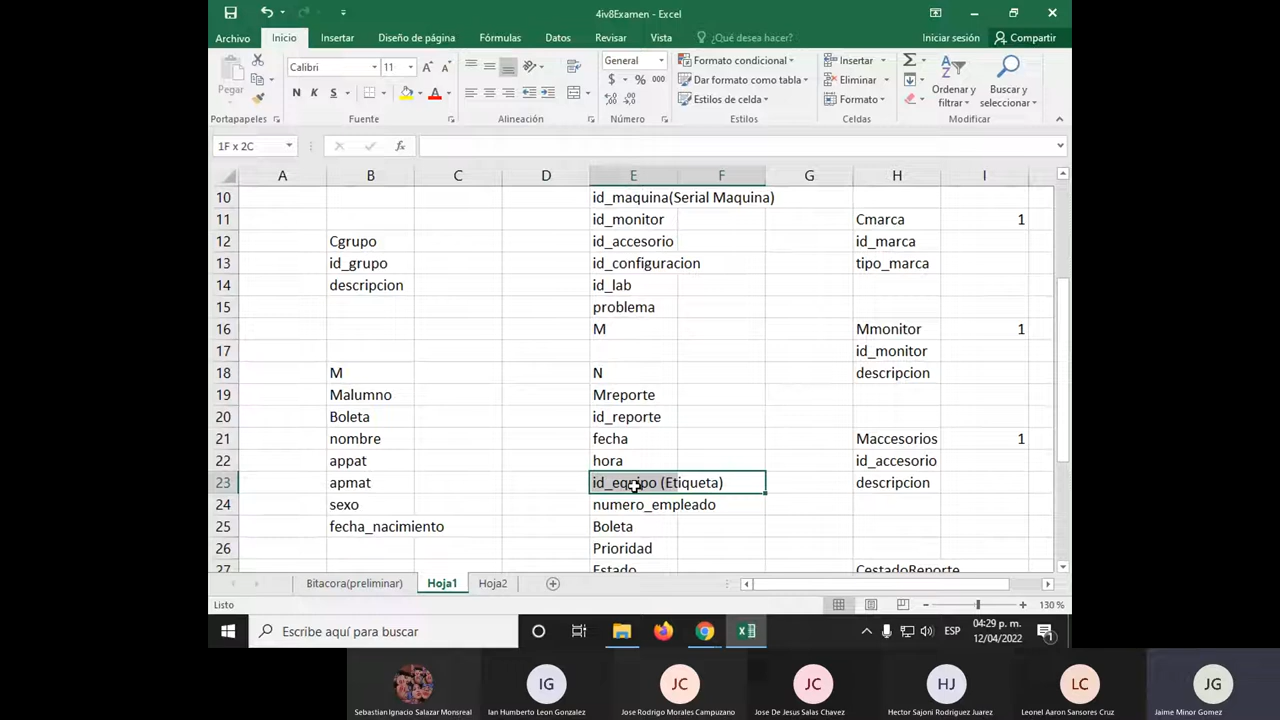 4iv8Examen - Excel
Archivo Inicio Insertar Diseño de página Fórmulas Datos Revisar Vista ¿Qué desea hacer? Iniciar sesión Compartir
Pegar
Calibri 11
N K S
General
$ % 000
Formato condicional
Dar formato como tabla
Estilos de celda
Insertar
Eliminar
Formato
Ordenar y filtrar
Buscar y seleccionar
Portapapeles Fuente Alineación Número Estilos Celdas Modificar
1F x 2C
A B C D E F G H I
10 id_maquina(Serial Maquina)
11 id_monitor Cmarca 1
12 Cgrupo id_accesorio id_marca
13 id_grupo id_configuracion tipo_marca
14 descripcion id_lab
15 problema
16 M Mmonitor 1
17 id_monitor
18 M N descripcion
19 Malumno Mreporte
20 Boleta id_reporte
21 nombre fecha Maccesorios 1
22 appat hora id_accesorio
23 apmat id_equipo (Etiqueta) descripcion
24 sexo numero_empleado
25 fecha_nacimiento Boleta
26 Prioridad
27 Estado CestadoReporte
Bitacora(preliminar) Hoja1 Hoja2
Listo 130 %
Escribe aquí para buscar
ESP
04:29 p. m.
12/04/2022
IG JC JC HJ LC JG
Sebastian Ignacio Salazar Monsreal Ian Humberto Leon Gonzalez Jose Rodrigo Morales Campuzano Jose De Jesus Salas Chavez Hector Sajoni Rodriguez Juarez Leonel Aaron Sansores Cruz Jaime Minor Gomez